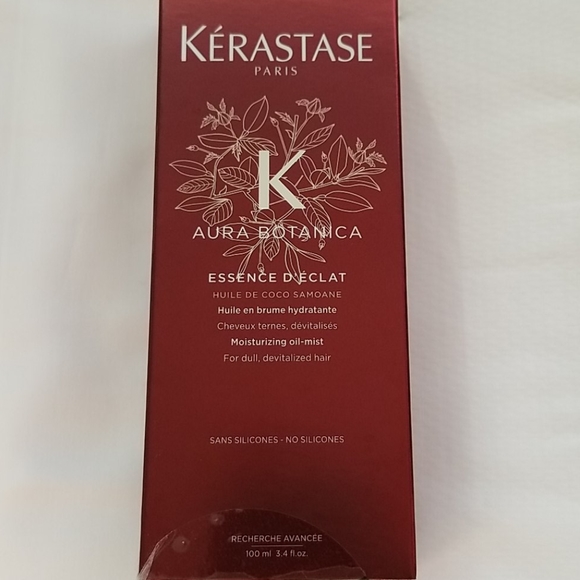 KÉRASTASE
PARIS
K
AURA BOTANICA
ESSENCE D'ÉCLAT
HUILE DE COCO SAMOANE
Huile en brume hydratante
Cheveux ternes, dévitalisés
Moisturizing oil-mist
For dull, devitalized hair
SANS SILICONES - NO SILICONES
RECHERCHE AVANCÉE
100 ml 3.4 fl.oz.